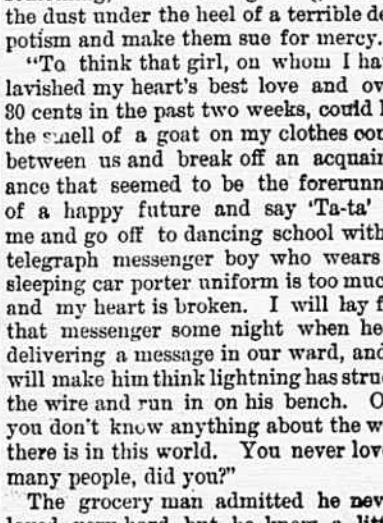 the dust under the heel of a terrible de
potism and make them sue for mercy.
"To think that girl, on whom I ha
lavished my heart's best love and ov
80 cents in the past two weeks, could l
the smell of a goat on my clothes com
between us and break off an acquain
ance that seemed to be the forerunn
of a happy future and say 'Ta-ta'
me and go off to dancing school with
telegraph messenger boy who wears
sleeping car porter uniform is too muc
and my heart is broken. I will lay f
that messenger some night when he
delivering a message in our ward, and
will make him think lightning has stru
the wire and run in on his bench. O
you don't know anything about the w
there is in this world. You never lov
many people, did you?"
The grocery man admitted he nev